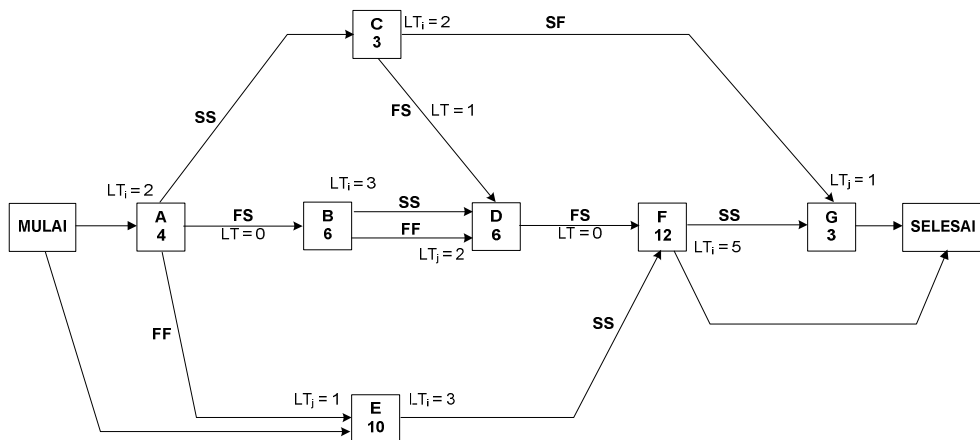 C
3
LTi = 2
SF
SS
FS
LT = 1
LTi = 2
LTi = 3
LTj = 1
MULAI
A
4
FS
LT = 0
B
6
SS
FF
LTj = 2
D
6
FS
LT = 0
F
12
SS
LTi = 5
G
3
SELESAI
FF
SS
LTj = 1
LTi = 3
E
10